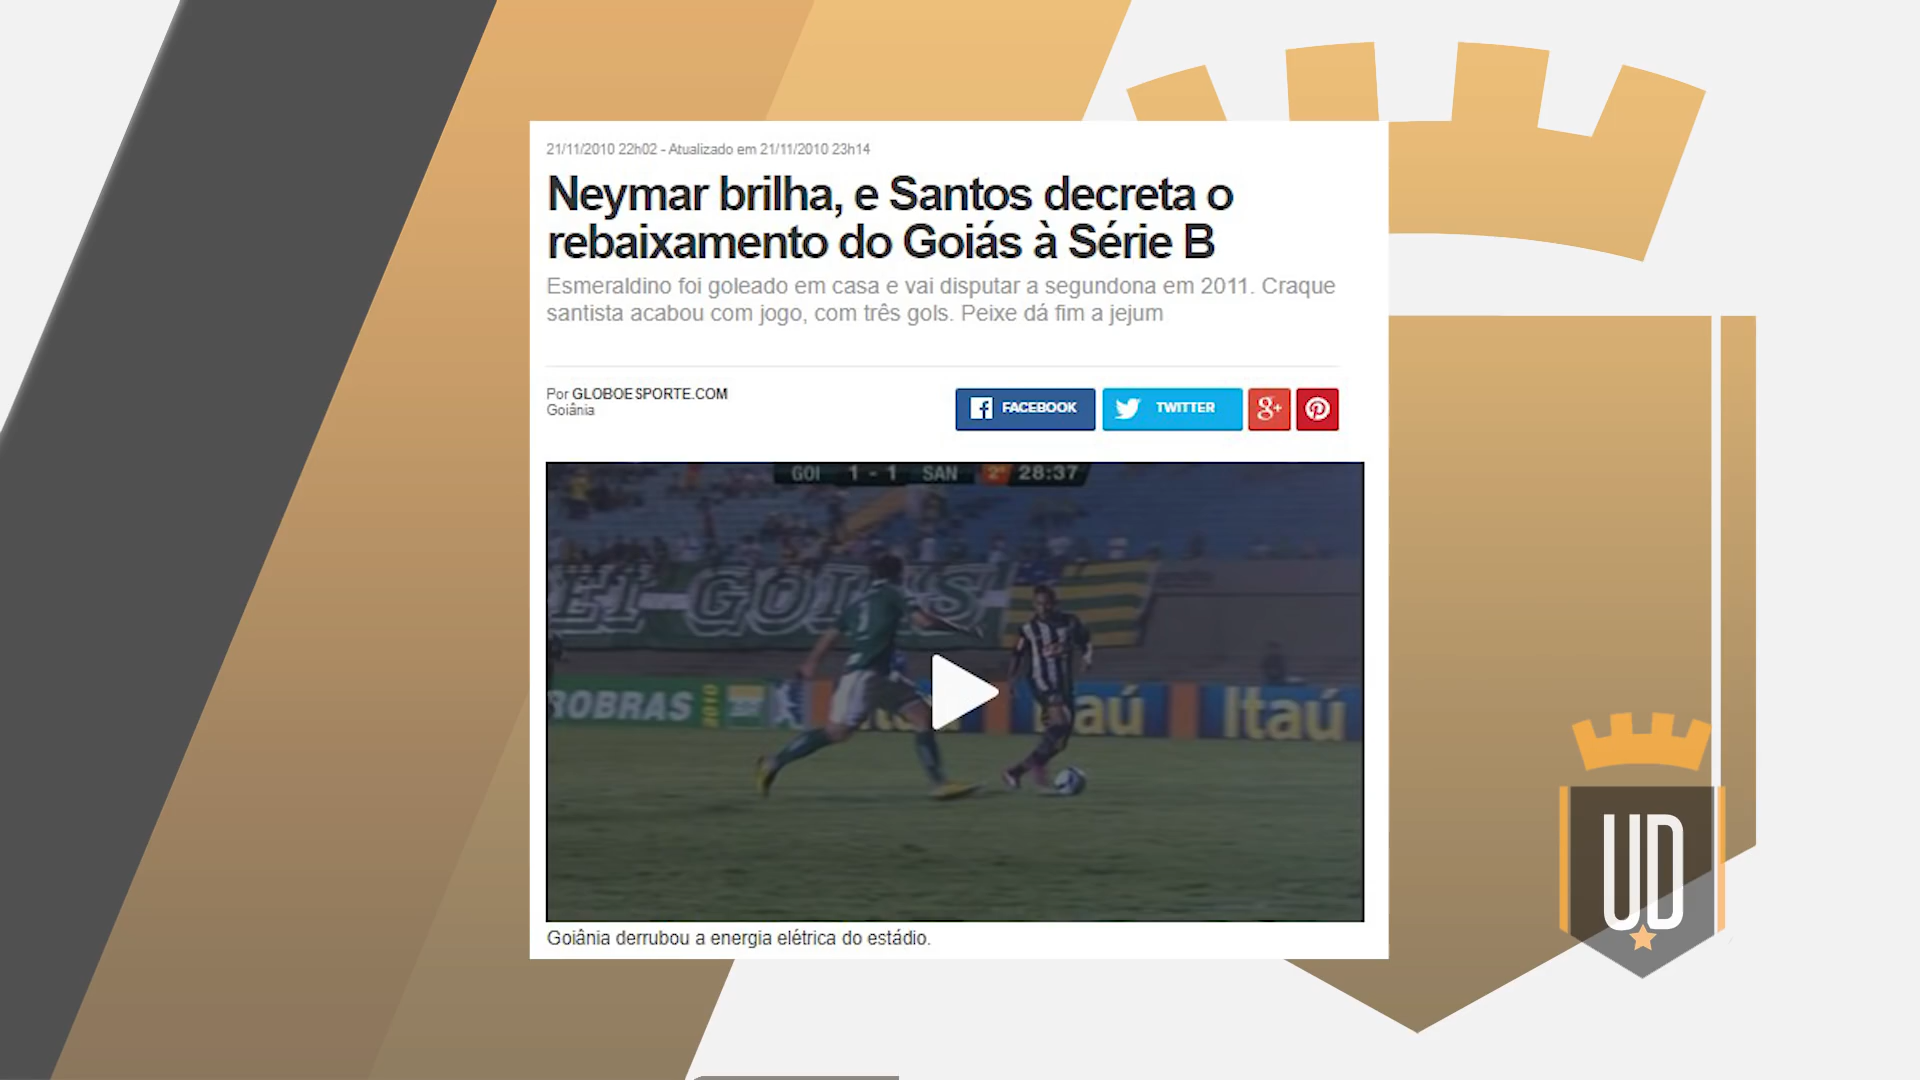 21/11/2010 22h02 - Atualizado em 21/11/2010 23h14
Neymar brilha, e Santos decreta o
rebaixamento do Goiás à Série B
Esmeraldino foi goleado em casa e vai disputar a segundona em 2011. Craque
santista acabou com jogo, com três gols. Peixe dá fim a jejum
Por GLOBOESPORTE.COM
Goiânia
FACEBOOK
TWITTER
g+
GOI 1 - 1 SAN 2º 28:37
EI GOIÁS
ROBRAS 2010
Itaú
Itaú
Goiânia derrubou a energia elétrica do estádio.
UD